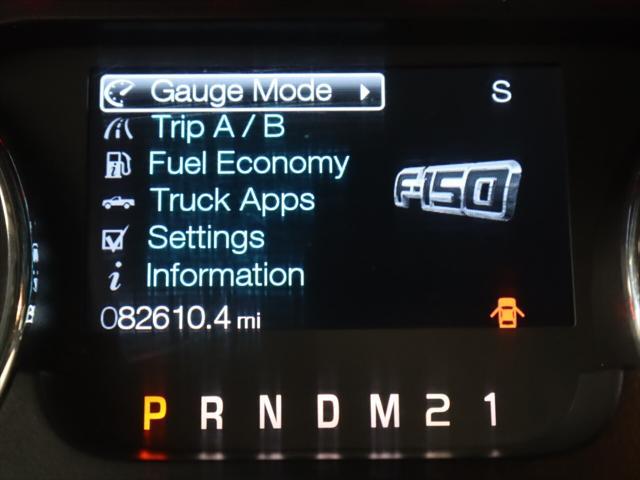 Gauge Mode S
Trip A / B
Fuel Economy
Truck Apps
F150
Settings
Information
082610.4 mi
P R N D M 2 1